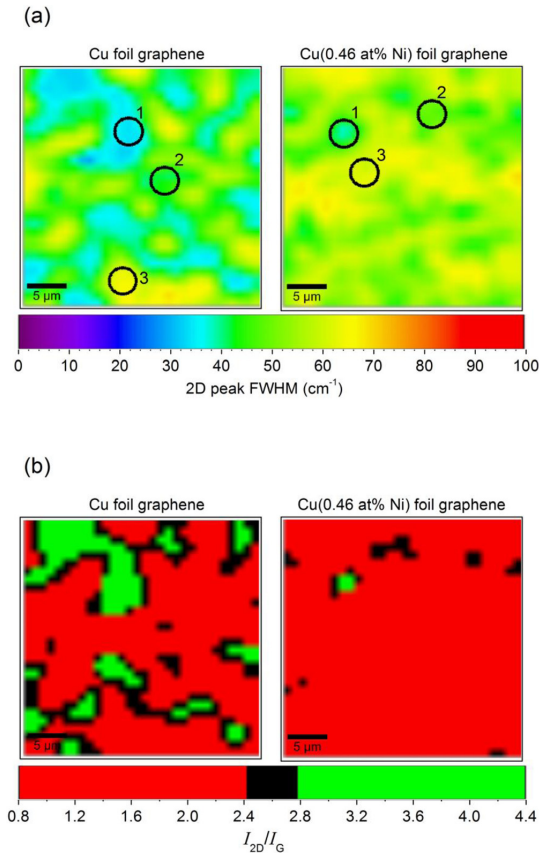 (a)
Cu foil graphene
Cu(0.46 at% Ni) foil graphene
1
2
3
5 µm
1
2
3
5 µm
0 10 20 30 40 50 60 70 80 90 100
2D peak FWHM (cm⁻¹)
(b)
Cu foil graphene
Cu(0.46 at% Ni) foil graphene
5 µm
5 µm
0.8 1.2 1.6 2.0 2.4 2.8 3.2 3.6 4.0 4.4
I2D/IG